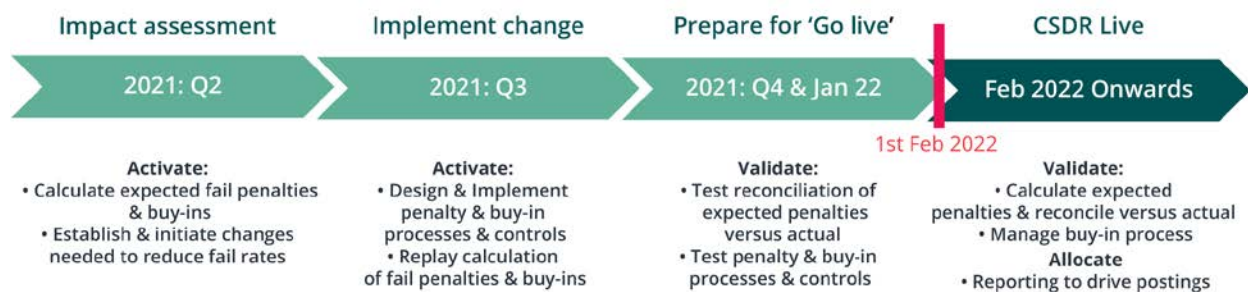 Impact assessment
Implement change
Prepare for 'Go live'
CSDR Live
2021: Q2
2021: Q3
2021: Q4 & Jan 22
Feb 2022 Onwards
1st Feb 2022
Activate:
• Calculate expected fail penalties
& buy-ins
• Establish & initiate changes
needed to reduce fail rates
Activate:
• Design & Implement
penalty & buy-in
processes & controls
• Replay calculation
of fail penalties & buy-ins
Validate:
• Test reconciliation of
expected penalties
versus actual
• Test penalty & buy-in
processes & controls
Validate:
• Calculate expected
penalties & reconcile versus actual
• Manage buy-in process
Allocate
• Reporting to drive postings